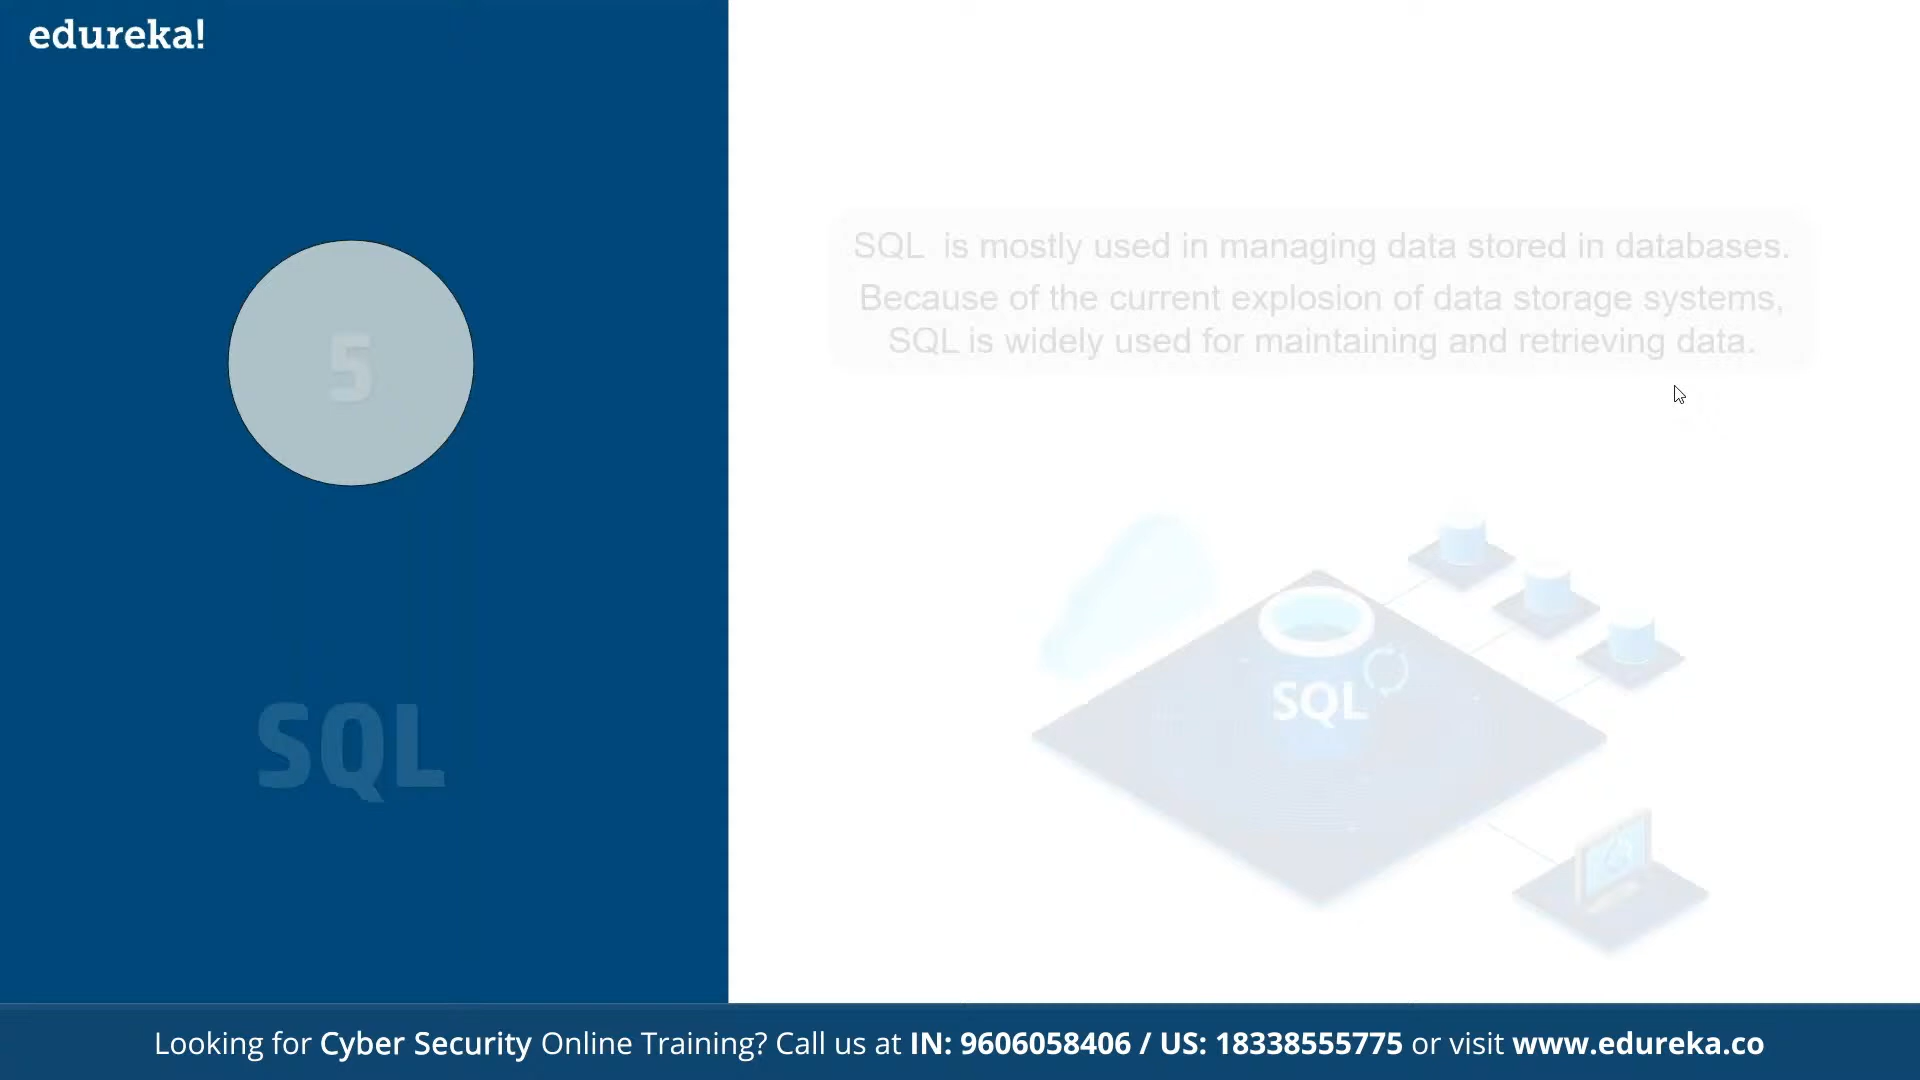 edureka!
5
SQL
SQL is mostly used in managing data stored in databases.
Because of the current explosion of data storage systems,
SQL is widely used for maintaining and retrieving data.
SQL
Looking for Cyber Security Online Training? Call us at IN: 9606058406 / US: 18338555775 or visit www.edureka.co